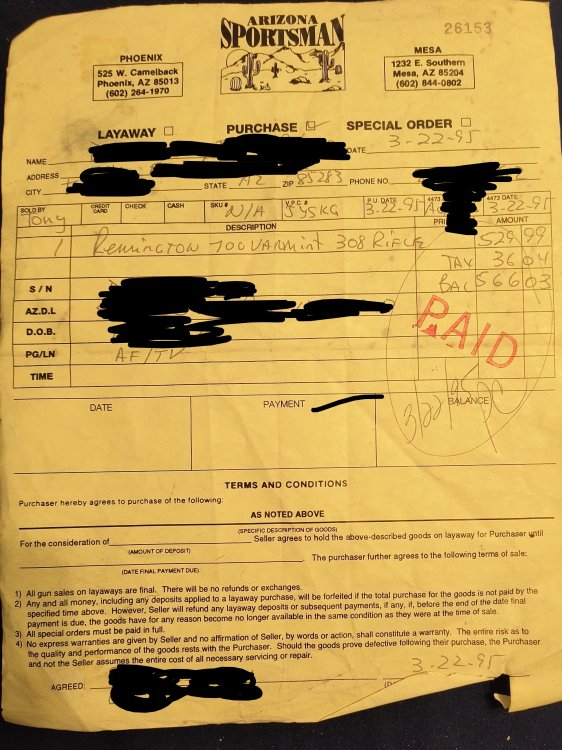 ARIZONA
SPORTSMAN
26153
PHOENIX
525 W. Camelback
Phoenix, AZ 85013
(602) 264-1970
MESA
1232 E. Southern
Mesa, AZ 85204
(602) 844-0802
LAYAWAY PURCHASE SPECIAL ORDER
NAME DATE 3-22-95
ADDRESS
CITY STATE AZ ZIP 85283 PHONE NO.
SOLD BY Tony CREDIT CARD CHECK CASH SKU # N/A V.P.C. # 545KG P.U. DATE 3-22-95 4473 4473 DATE 3-22-95
DESCRIPTION AMOUNT
1 Remington 700 VARMINT 308 RIFLE 529 99
TAX 36 04
S / N BAL 566 03
AZ.D.L
D.O.B.
PG/LN AF/TV
TIME
PAID
3/22/95
DATE PAYMENT BALANCE
TERMS AND CONDITIONS
Purchaser hereby agrees to purchase of the following:
AS NOTED ABOVE
(SPECIFIC DESCRIPTION OF GOODS)
For the consideration of Seller agrees to hold the above-described goods on layaway for Purchaser until
(AMOUNT OF DEPOSIT)
. The purchaser further agrees to the following terms of sale:
(DATE FINAL PAYMENT DUE)
1) All gun sales on layaways are final. There will be no refunds or exchanges.
2) Any and all money, including any deposits applied to a layaway purchase, will be forfeited if the total purchase for the goods is not paid by the
specified time above. However, Seller will refund any layaway deposits or subsequent payments, if any, if, before the end of the date final
payment is due, the goods have for any reason become no longer available in the same condition as they were at the time of sale.
3) All special orders must be paid in full.
4) No express warranties are given by Seller and no affirmation of Seller, by words or action, shall constitute a warranty. The entire risk as to
the quality and performance of the goods rests with the Purchaser. Should the goods prove defective following their purchase, the Purchaser
and not the Seller assumes the entire cost of all necessary servicing or repair.
3-22-95
AGREED: